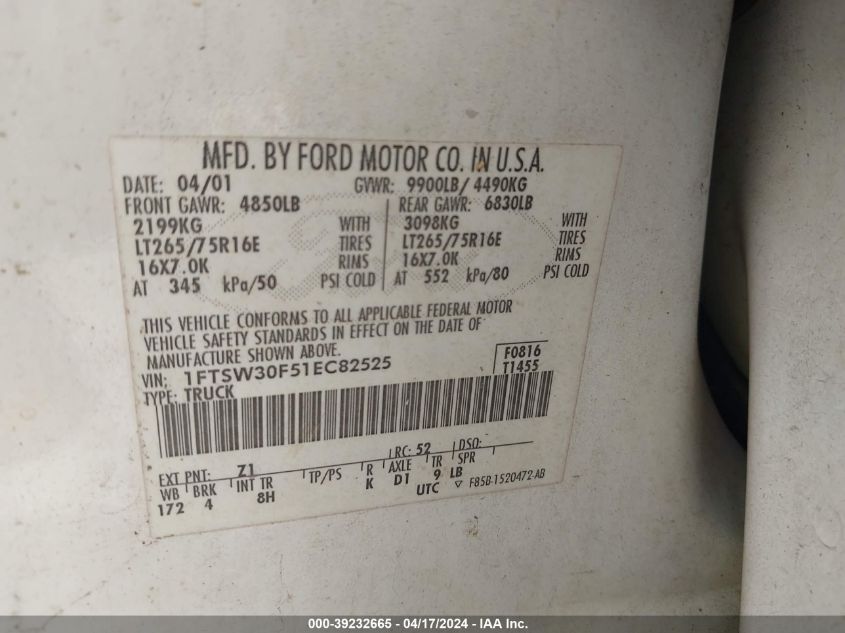 MFD. BY FORD MOTOR CO. IN U.S.A.
DATE: 04/01 GVWR: 9900LB/ 4490KG
FRONT GAWR: 4850LB REAR GAWR: 6830LB
2199KG WITH 3098KG WITH
LT265/75R16E TIRES LT265/75R16E TIRES
16X7.0K RIMS 16X7.0K RIMS
AT 345 kPa/50 PSI COLD AT 552 kPa/80 PSI COLD
THIS VEHICLE CONFORMS TO ALL APPLICABLE FEDERAL MOTOR
VEHICLE SAFETY STANDARDS IN EFFECT ON THE DATE OF
MANUFACTURE SHOWN ABOVE.
VIN: 1FTSW30F51EC82525 F0816
TYPE: TRUCK T1455
EXT PNT: Z1 RC: 52 DSO:
WB BRK INT TR TP/PS R AXLE TR SPR
172 4 8H K D1 9 LB
UTC ▽ F85B-1520472-AB
000-39232665 - 04/17/2024 - IAA Inc.